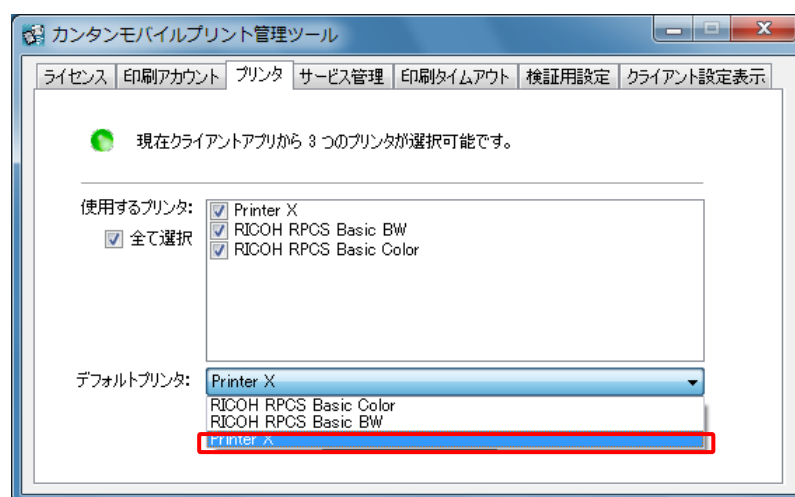 カンタンモバイルプリント管理ツール
ライセンス 印刷アカウント プリンタ サービス管理 印刷タイムアウト 検証用設定 クライアント設定表示
現在クライアントアプリから 3 つのプリンタが選択可能です。
使用するプリンタ:
全て選択
Printer X
RICOH RPCS Basic BW
RICOH RPCS Basic Color
デフォルトプリンタ:
Printer X
RICOH RPCS Basic Color
RICOH RPCS Basic BW
Printer X